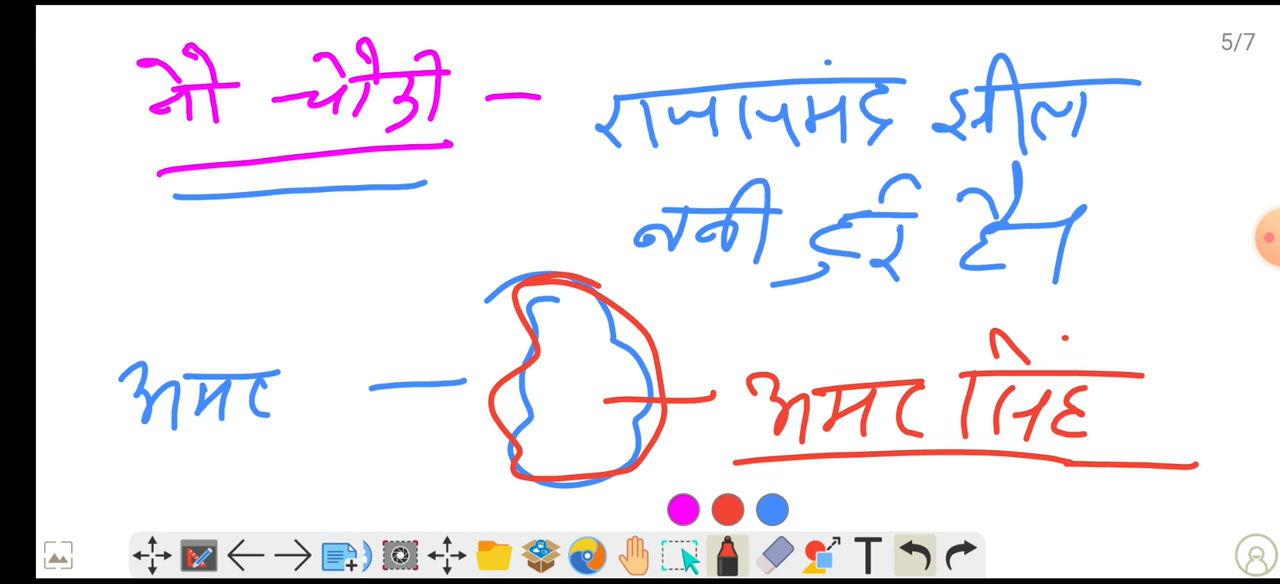 5/7
नौ चौकी - राजसमंद झील
बनी हुई है।
अमर - अमर सिंह
T